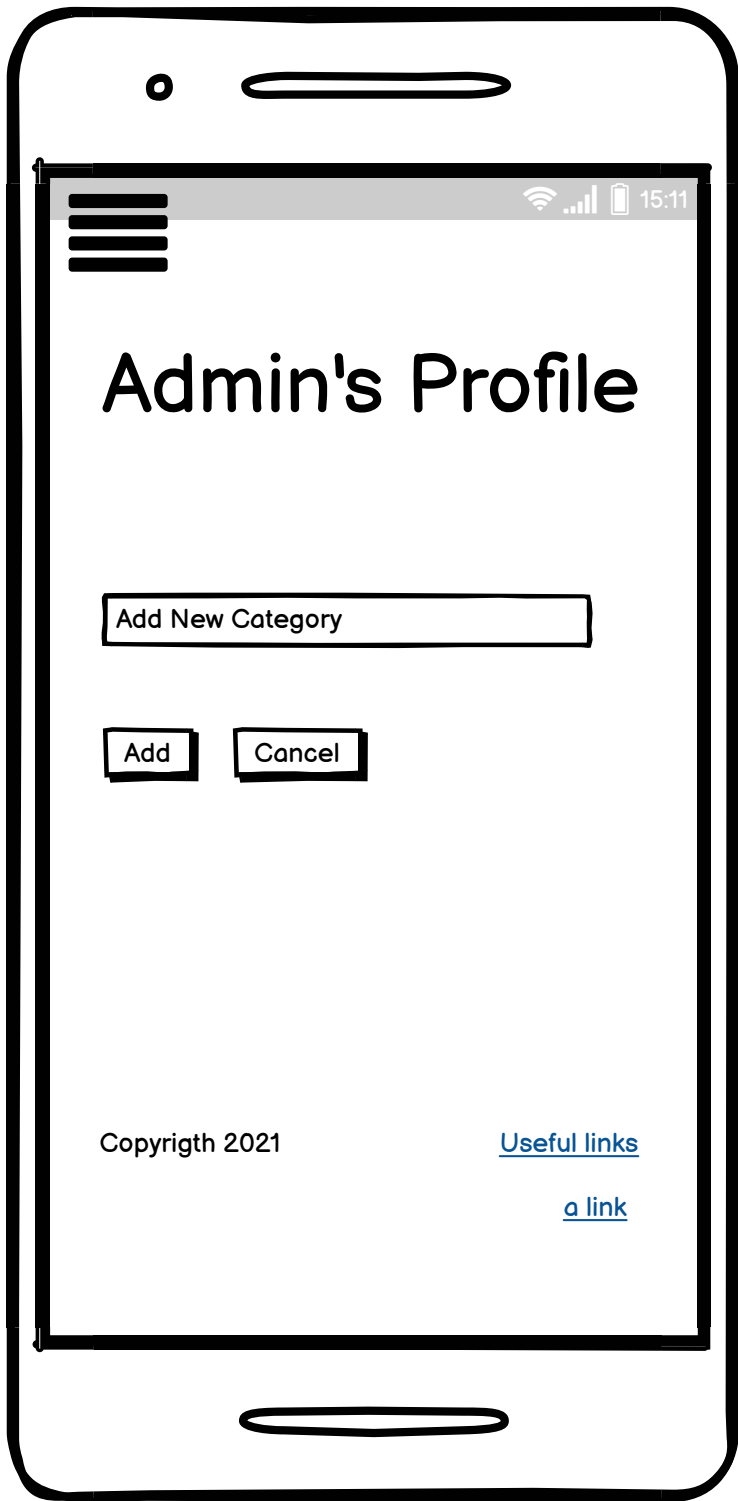 15:11
Admin's Profile
Add New Category
Add Cancel
Copyrigth 2021 Useful links
a link